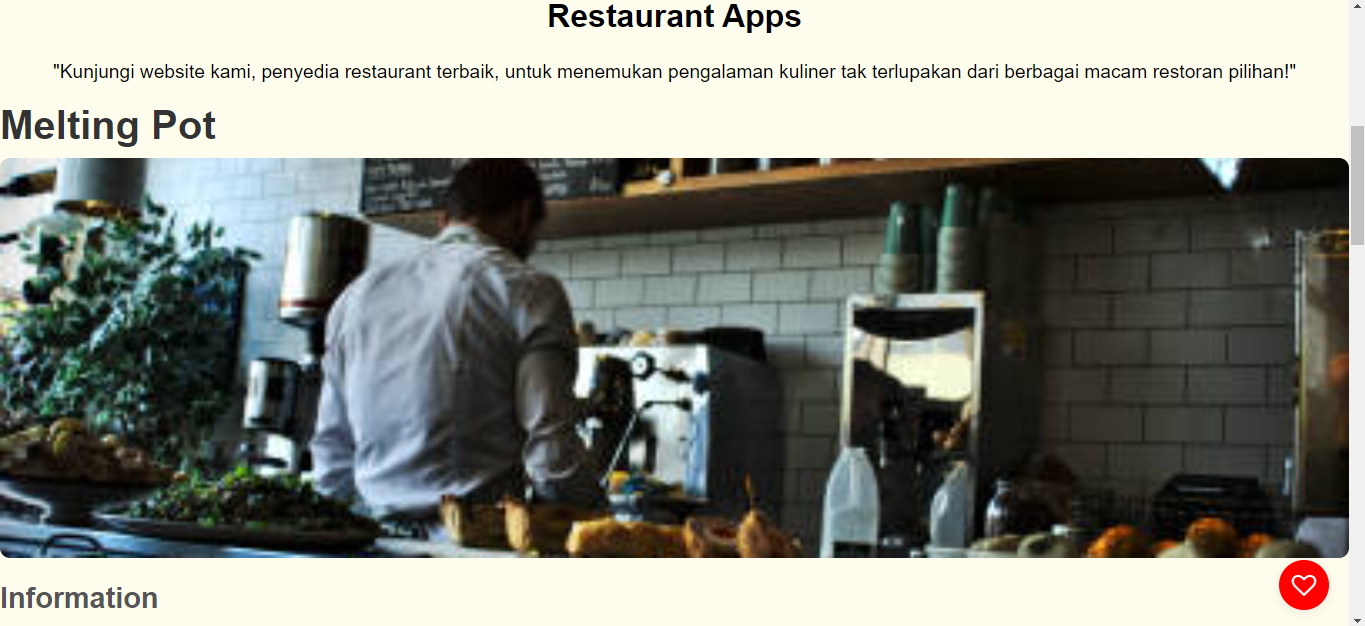 Restaurant Apps
"Kunjungi website kami, penyedia restaurant terbaik, untuk menemukan pengalaman kuliner tak terlupakan dari berbagai macam restoran pilihan!"
Melting Pot
Information